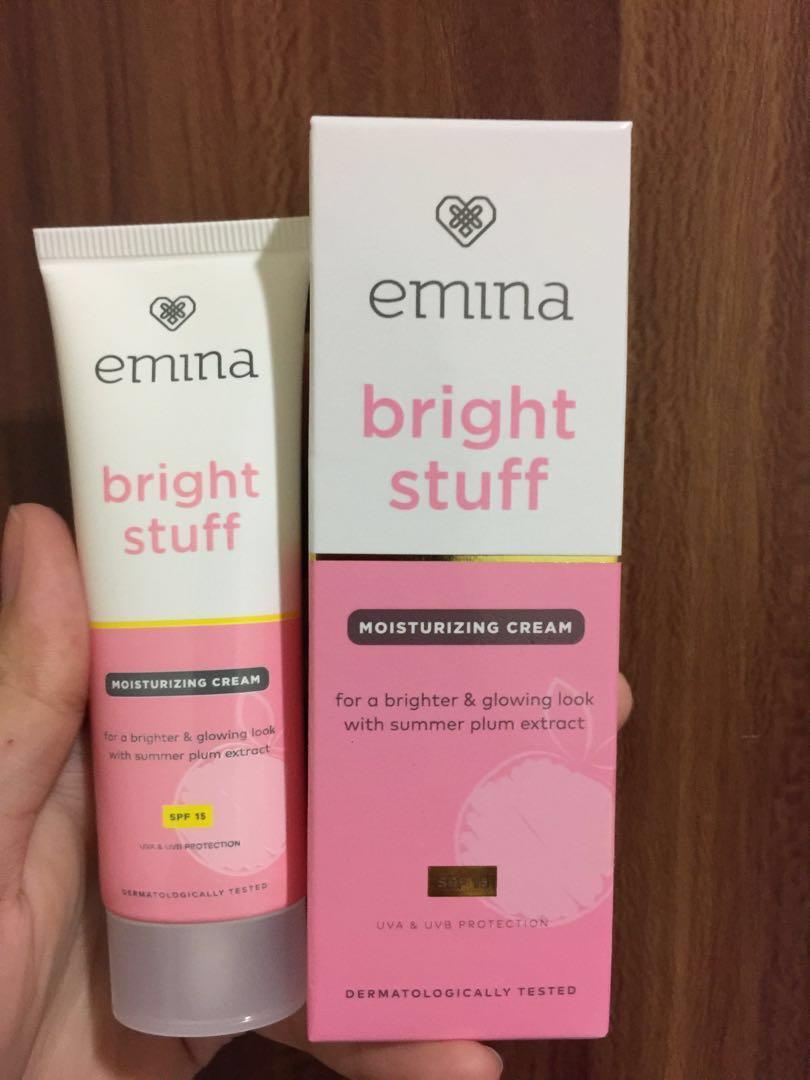 emina
bright
stuff
MOISTURIZING CREAM
for a brighter & glowing look
with summer plum extract
SPF 15
UVA & UVB PROTECTION
DERMATOLOGICALLY TESTED
emina
bright
stuff
MOISTURIZING CREAM
for a brighter & glowing look
with summer plum extract
SPF 15
UVA & UVB PROTECTION
DERMATOLOGICALLY TESTED